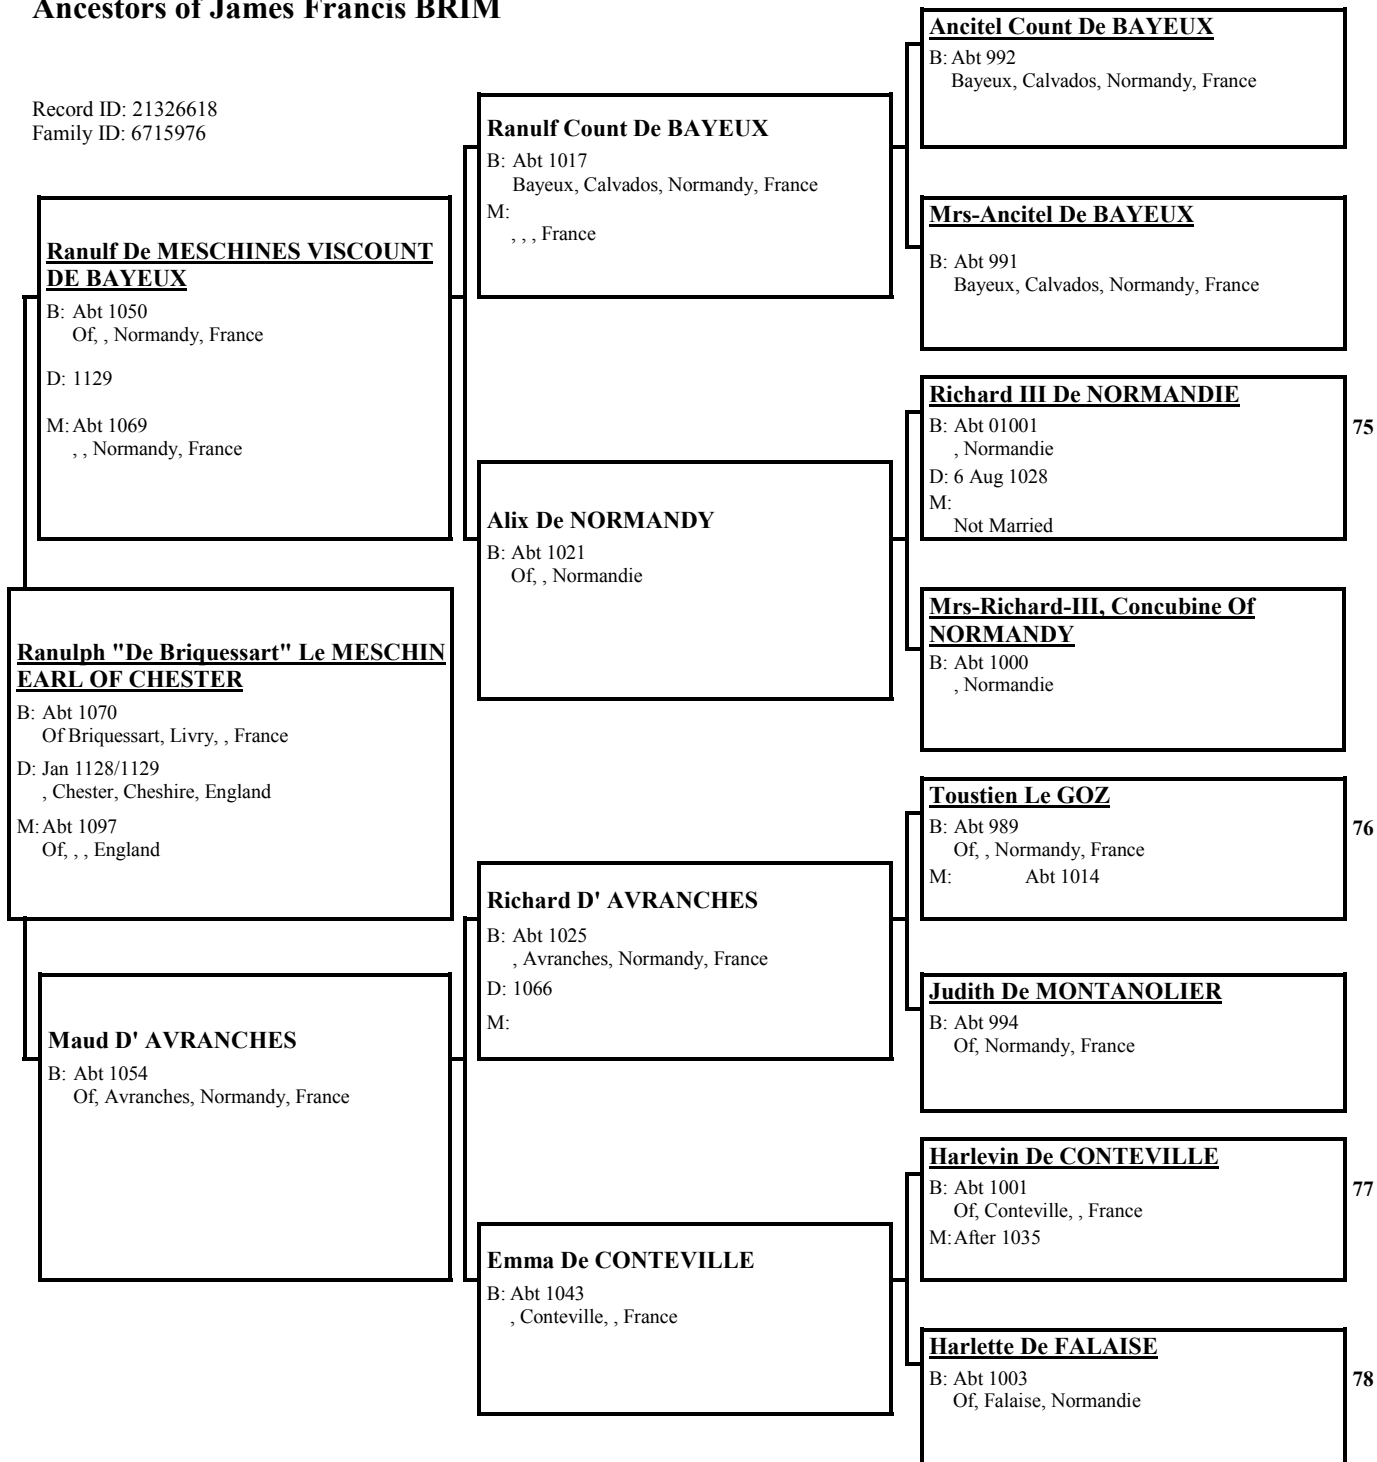 Ancestors of James Francis BRIM
Record ID: 21326618
Family ID: 6715976
Ranulph "De Briquessart" Le MESCHIN
EARL OF CHESTER
B: Abt 1070
Of Briquessart, Livry, , France
D: Jan 1128/1129
, Chester, Cheshire, England
M: Abt 1097
Of, , , England
Ranulf De MESCHINES VISCOUNT
DE BAYEUX
B: Abt 1050
Of, , Normandy, France
D: 1129
M: Abt 1069
, , Normandy, France
Maud D' AVRANCHES
B: Abt 1054
Of, Avranches, Normandy, France
Ranulf Count De BAYEUX
B: Abt 1017
Bayeux, Calvados, Normandy, France
M:
, , , France
Alix De NORMANDY
B: Abt 1021
Of, , Normandie
Richard D' AVRANCHES
B: Abt 1025
, Avranches, Normandy, France
D: 1066
M:
Emma De CONTEVILLE
B: Abt 1043
, Conteville, , France
Ancitel Count De BAYEUX
B: Abt 992
Bayeux, Calvados, Normandy, France
Mrs-Ancitel De BAYEUX
B: Abt 991
Bayeux, Calvados, Normandy, France
Richard III De NORMANDIE
B: Abt 01001
, Normandie
D: 6 Aug 1028
M:
Not Married
75
Mrs-Richard-III, Concubine Of
NORMANDY
B: Abt 1000
, Normandie
Toustien Le GOZ
B: Abt 989
Of, , Normandy, France
M: Abt 1014
76
Judith De MONTANOLIER
B: Abt 994
Of, Normandy, France
Harlevin De CONTEVILLE
B: Abt 1001
Of, Conteville, , France
M: After 1035
77
Harlette De FALAISE
B: Abt 1003
Of, Falaise, Normandie
78